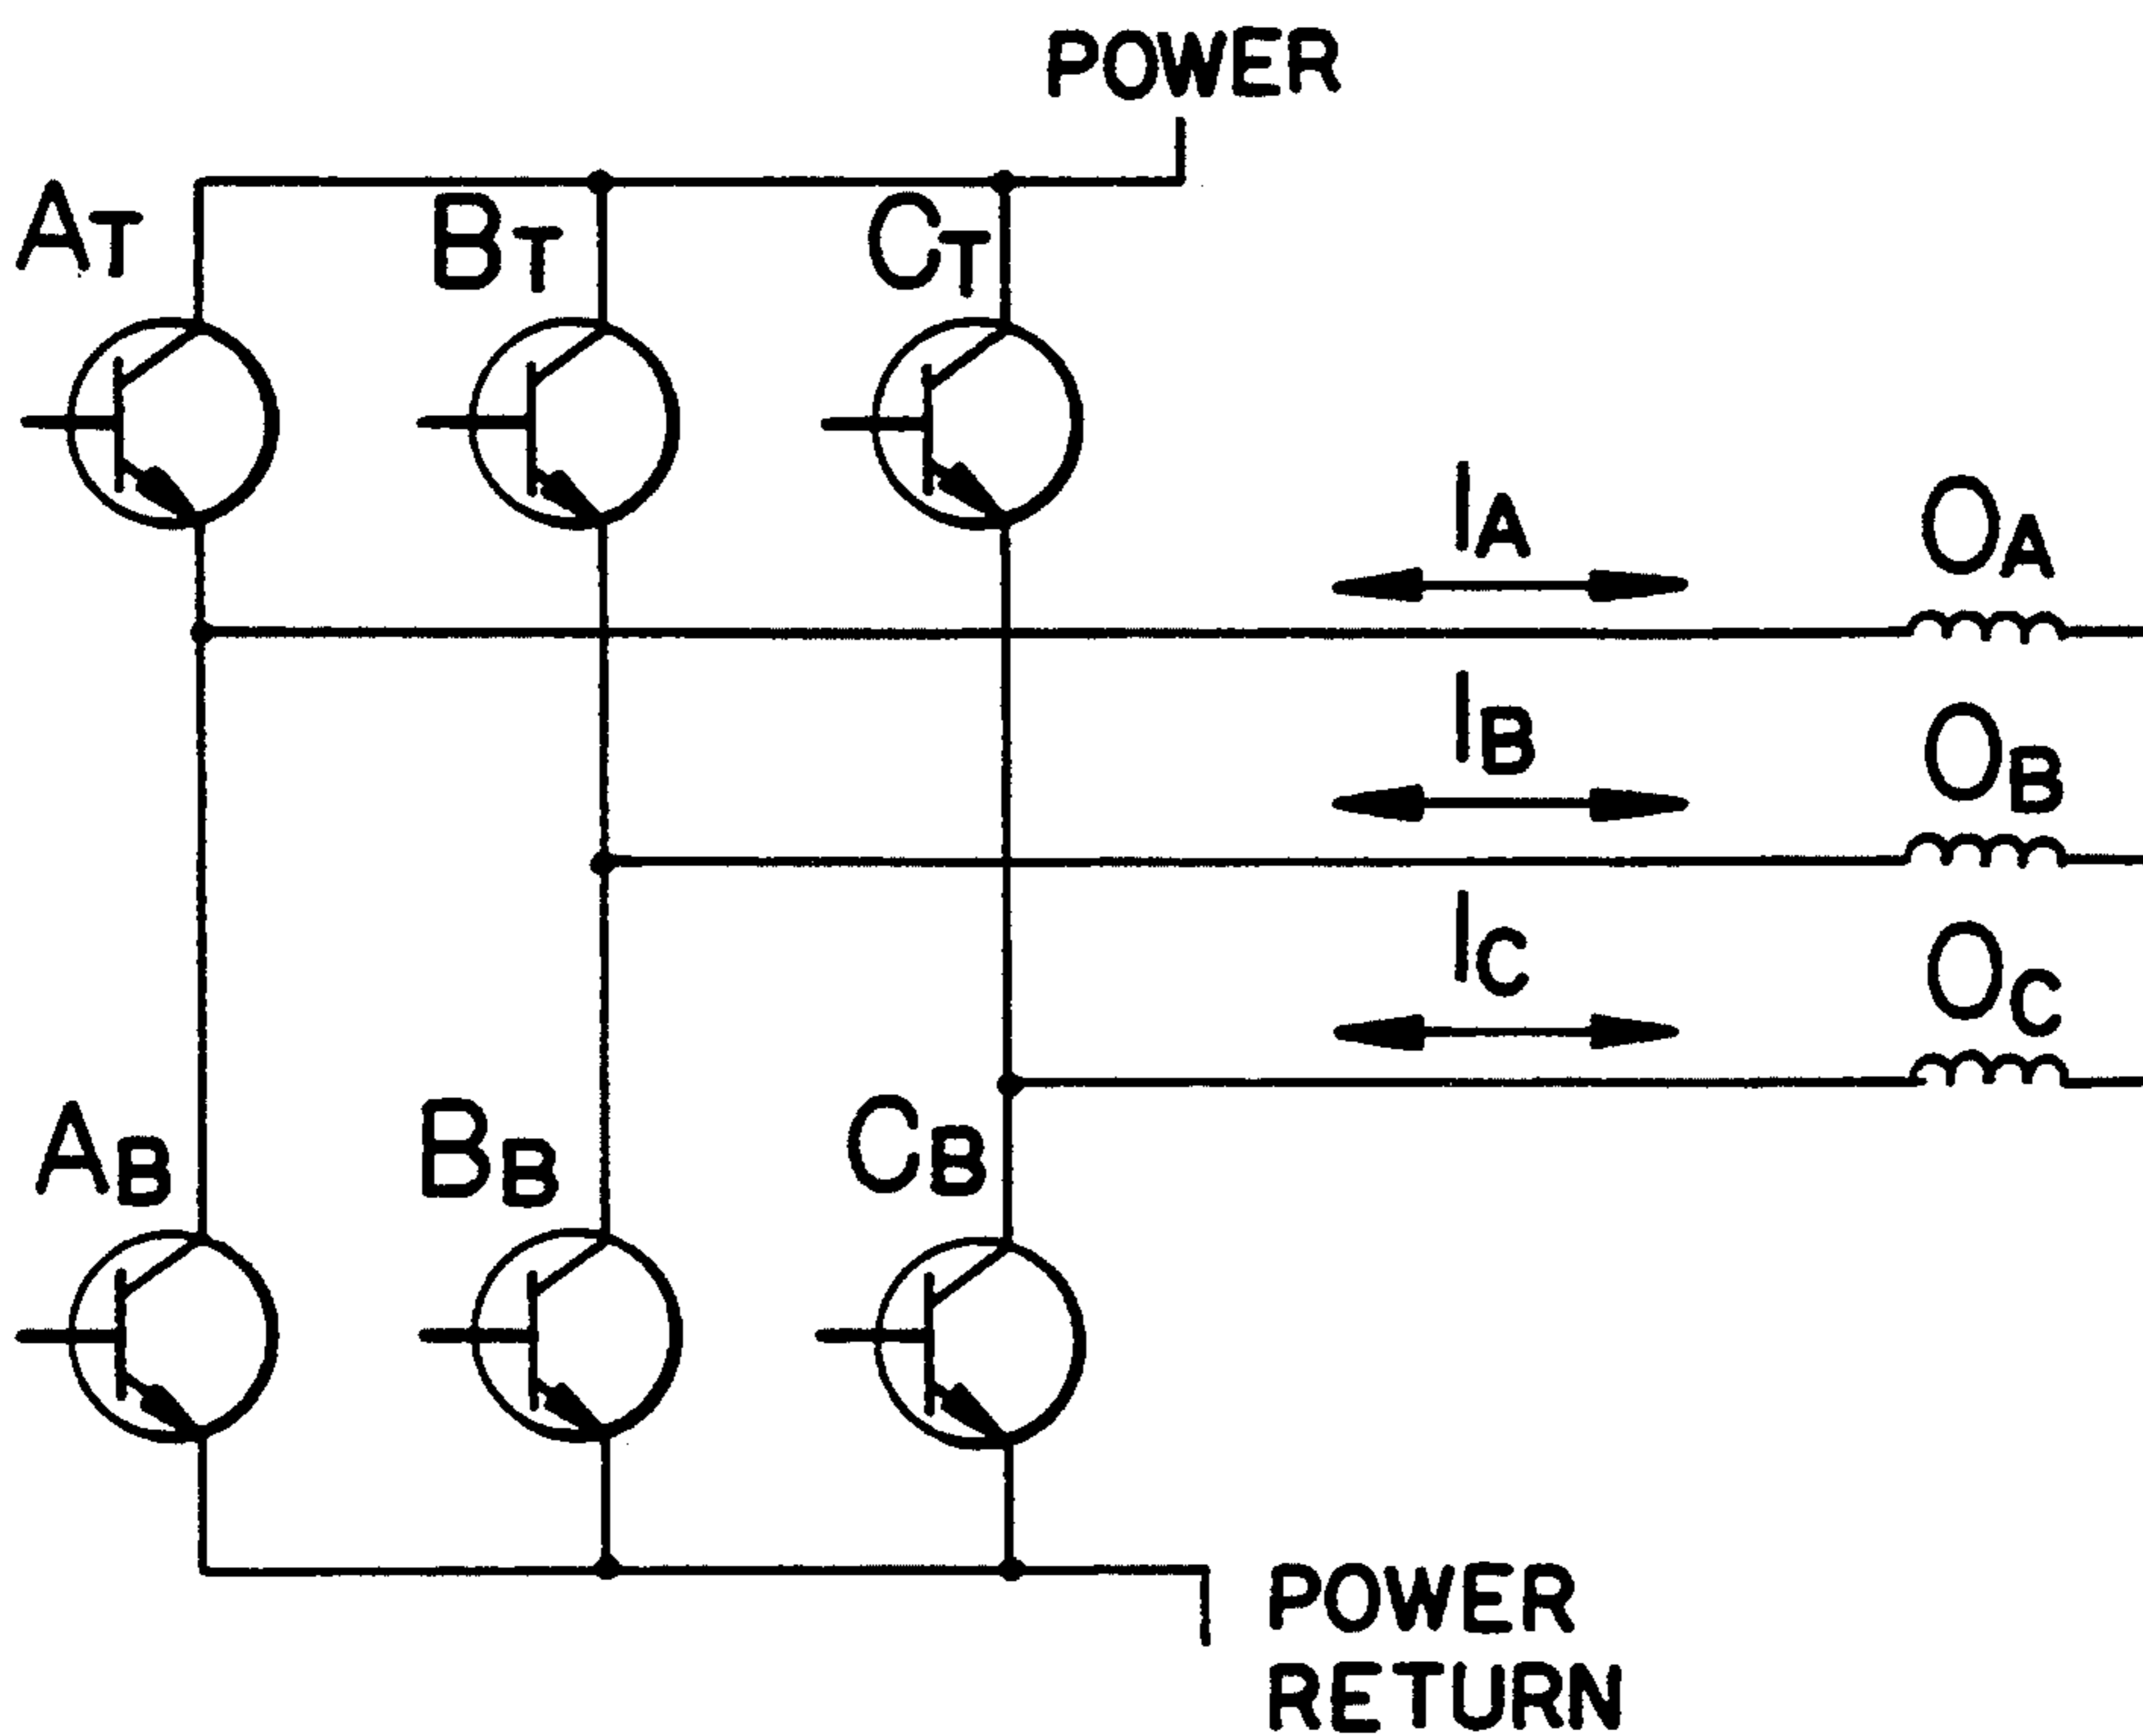 POWER
AT
BT
CT
IA
OA
IB
OB
IC
OC
AB
BB
CB
POWER
RETURN